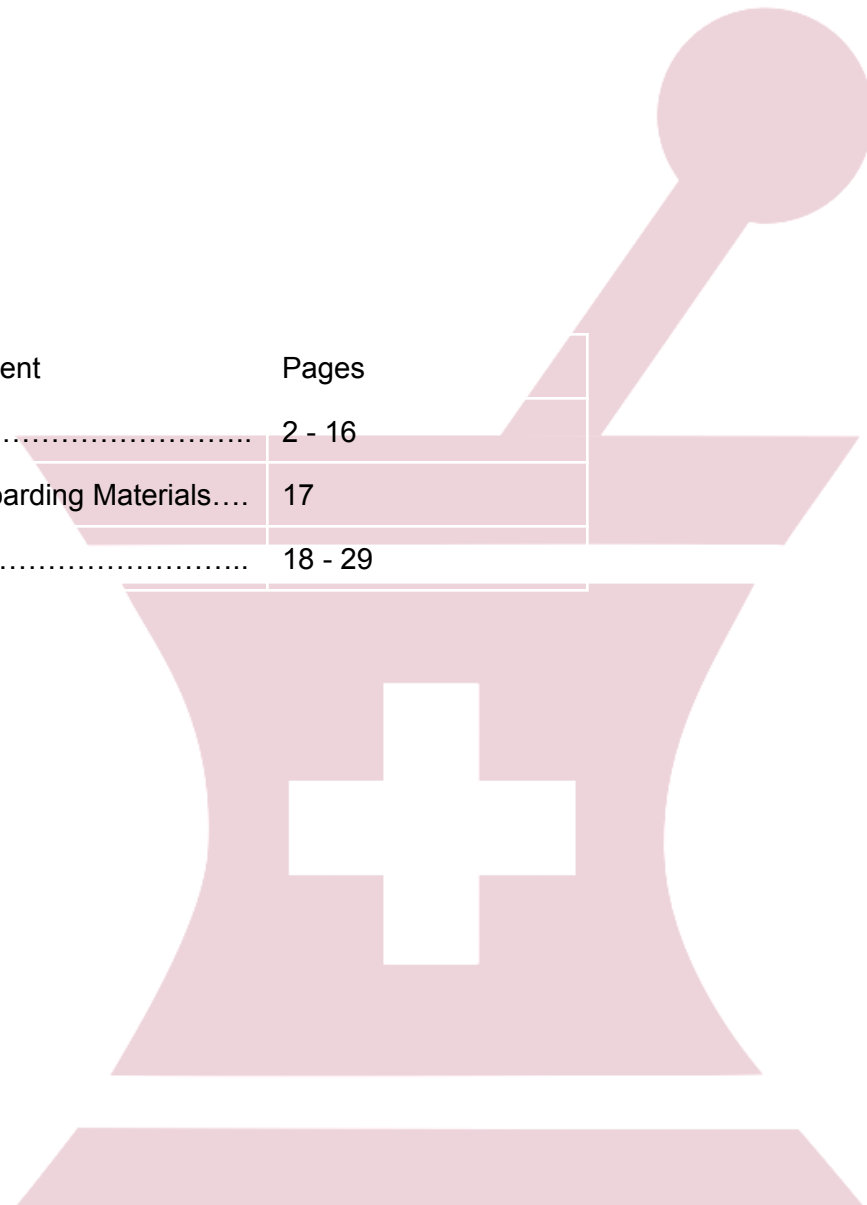 ent Pages
…………………….. 2 - 16
arding Materials…. 17
…………………….. 18 - 29